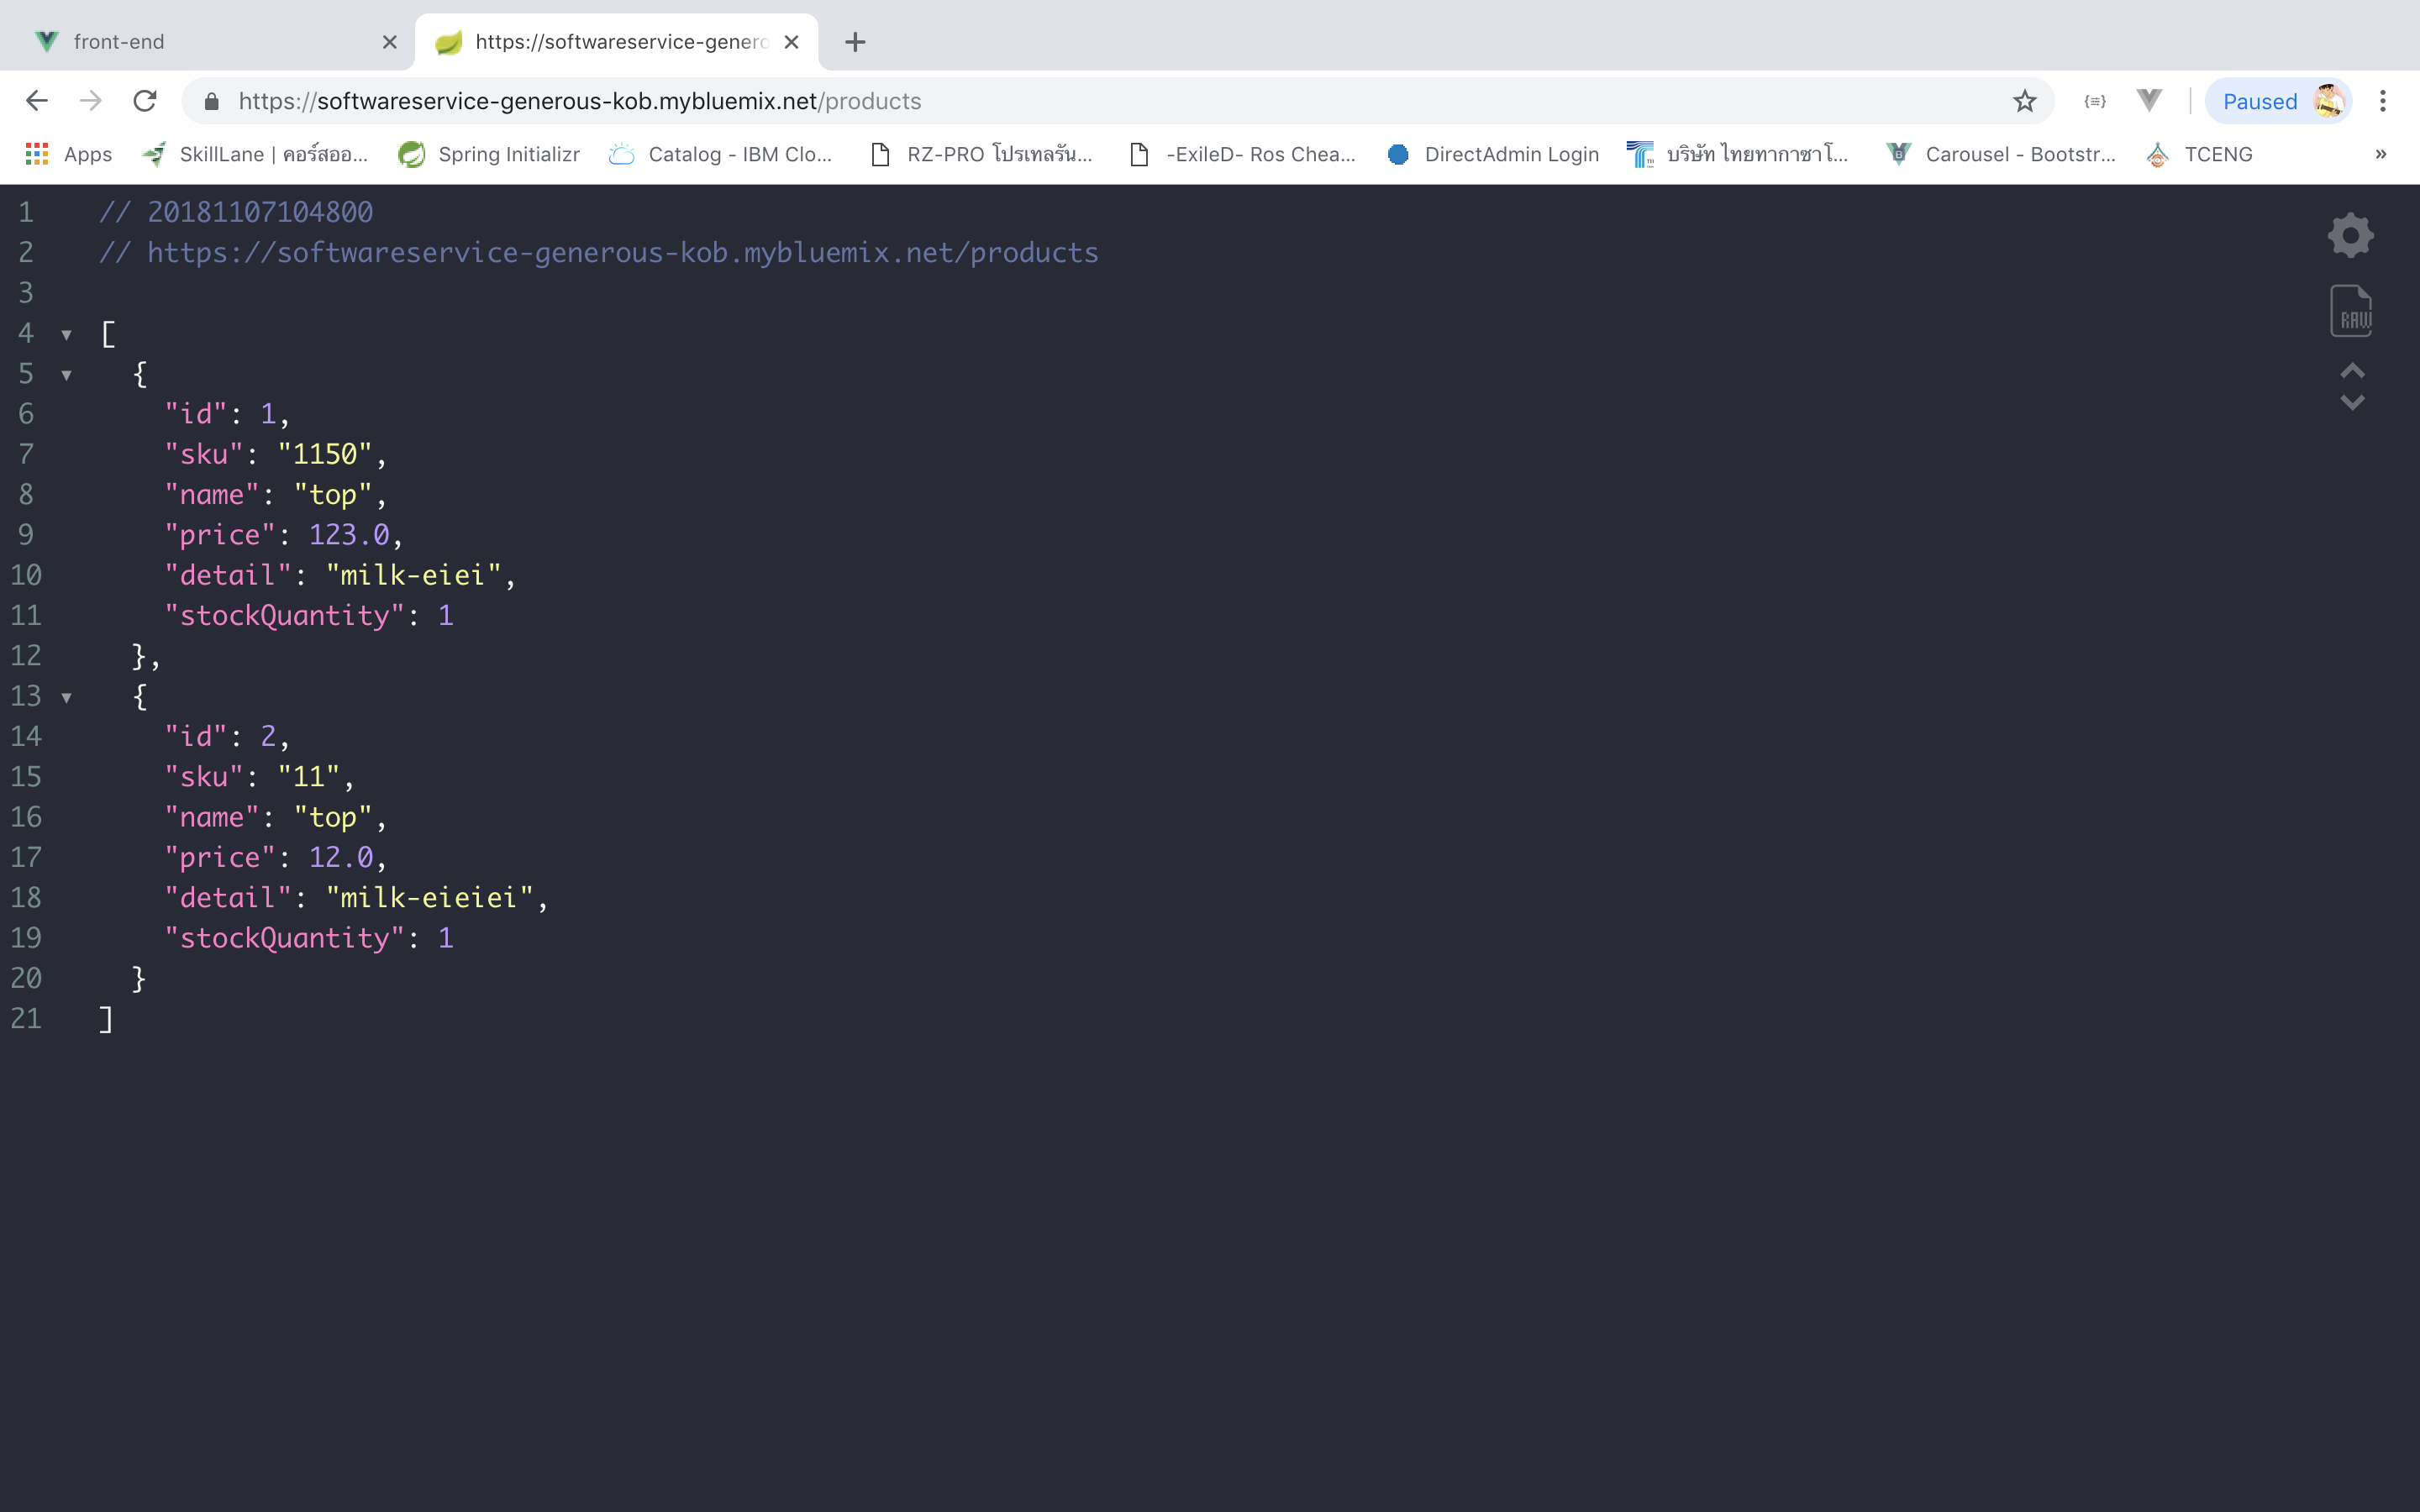 front-end
https://softwareservice-genero
https://softwareservice-generous-kob.mybluemix.net/products
Paused
Apps
SkillLane | คอร์สออ...
Spring Initializr
Catalog - IBM Clo...
RZ-PRO โปรเทลรัน...
-ExileD- Ros Chea...
DirectAdmin Login
บริษัท ไทยทากาซาโ...
Carousel - Bootstr...
TCENG
»
1 // 20181107104800
2 // https://softwareservice-generous-kob.mybluemix.net/products
3
4 [
5 {
6 "id": 1,
7 "sku": "1150",
8 "name": "top",
9 "price": 123.0,
10 "detail": "milk-eiei",
11 "stockQuantity": 1
12 },
13 {
14 "id": 2,
15 "sku": "11",
16 "name": "top",
17 "price": 12.0,
18 "detail": "milk-eieiei",
19 "stockQuantity": 1
20 }
21 ]
RAW